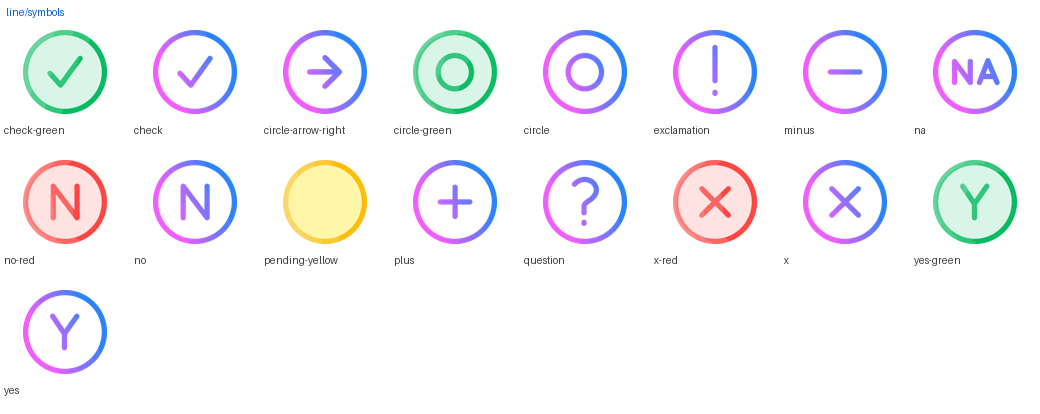 line/symbols
check-green
check
circle-arrow-right
circle-green
circle
exclamation
minus
NA
na
N
no-red
N
no
pending-yellow
plus
?
question
x-red
x
Y
yes-green
Y
yes